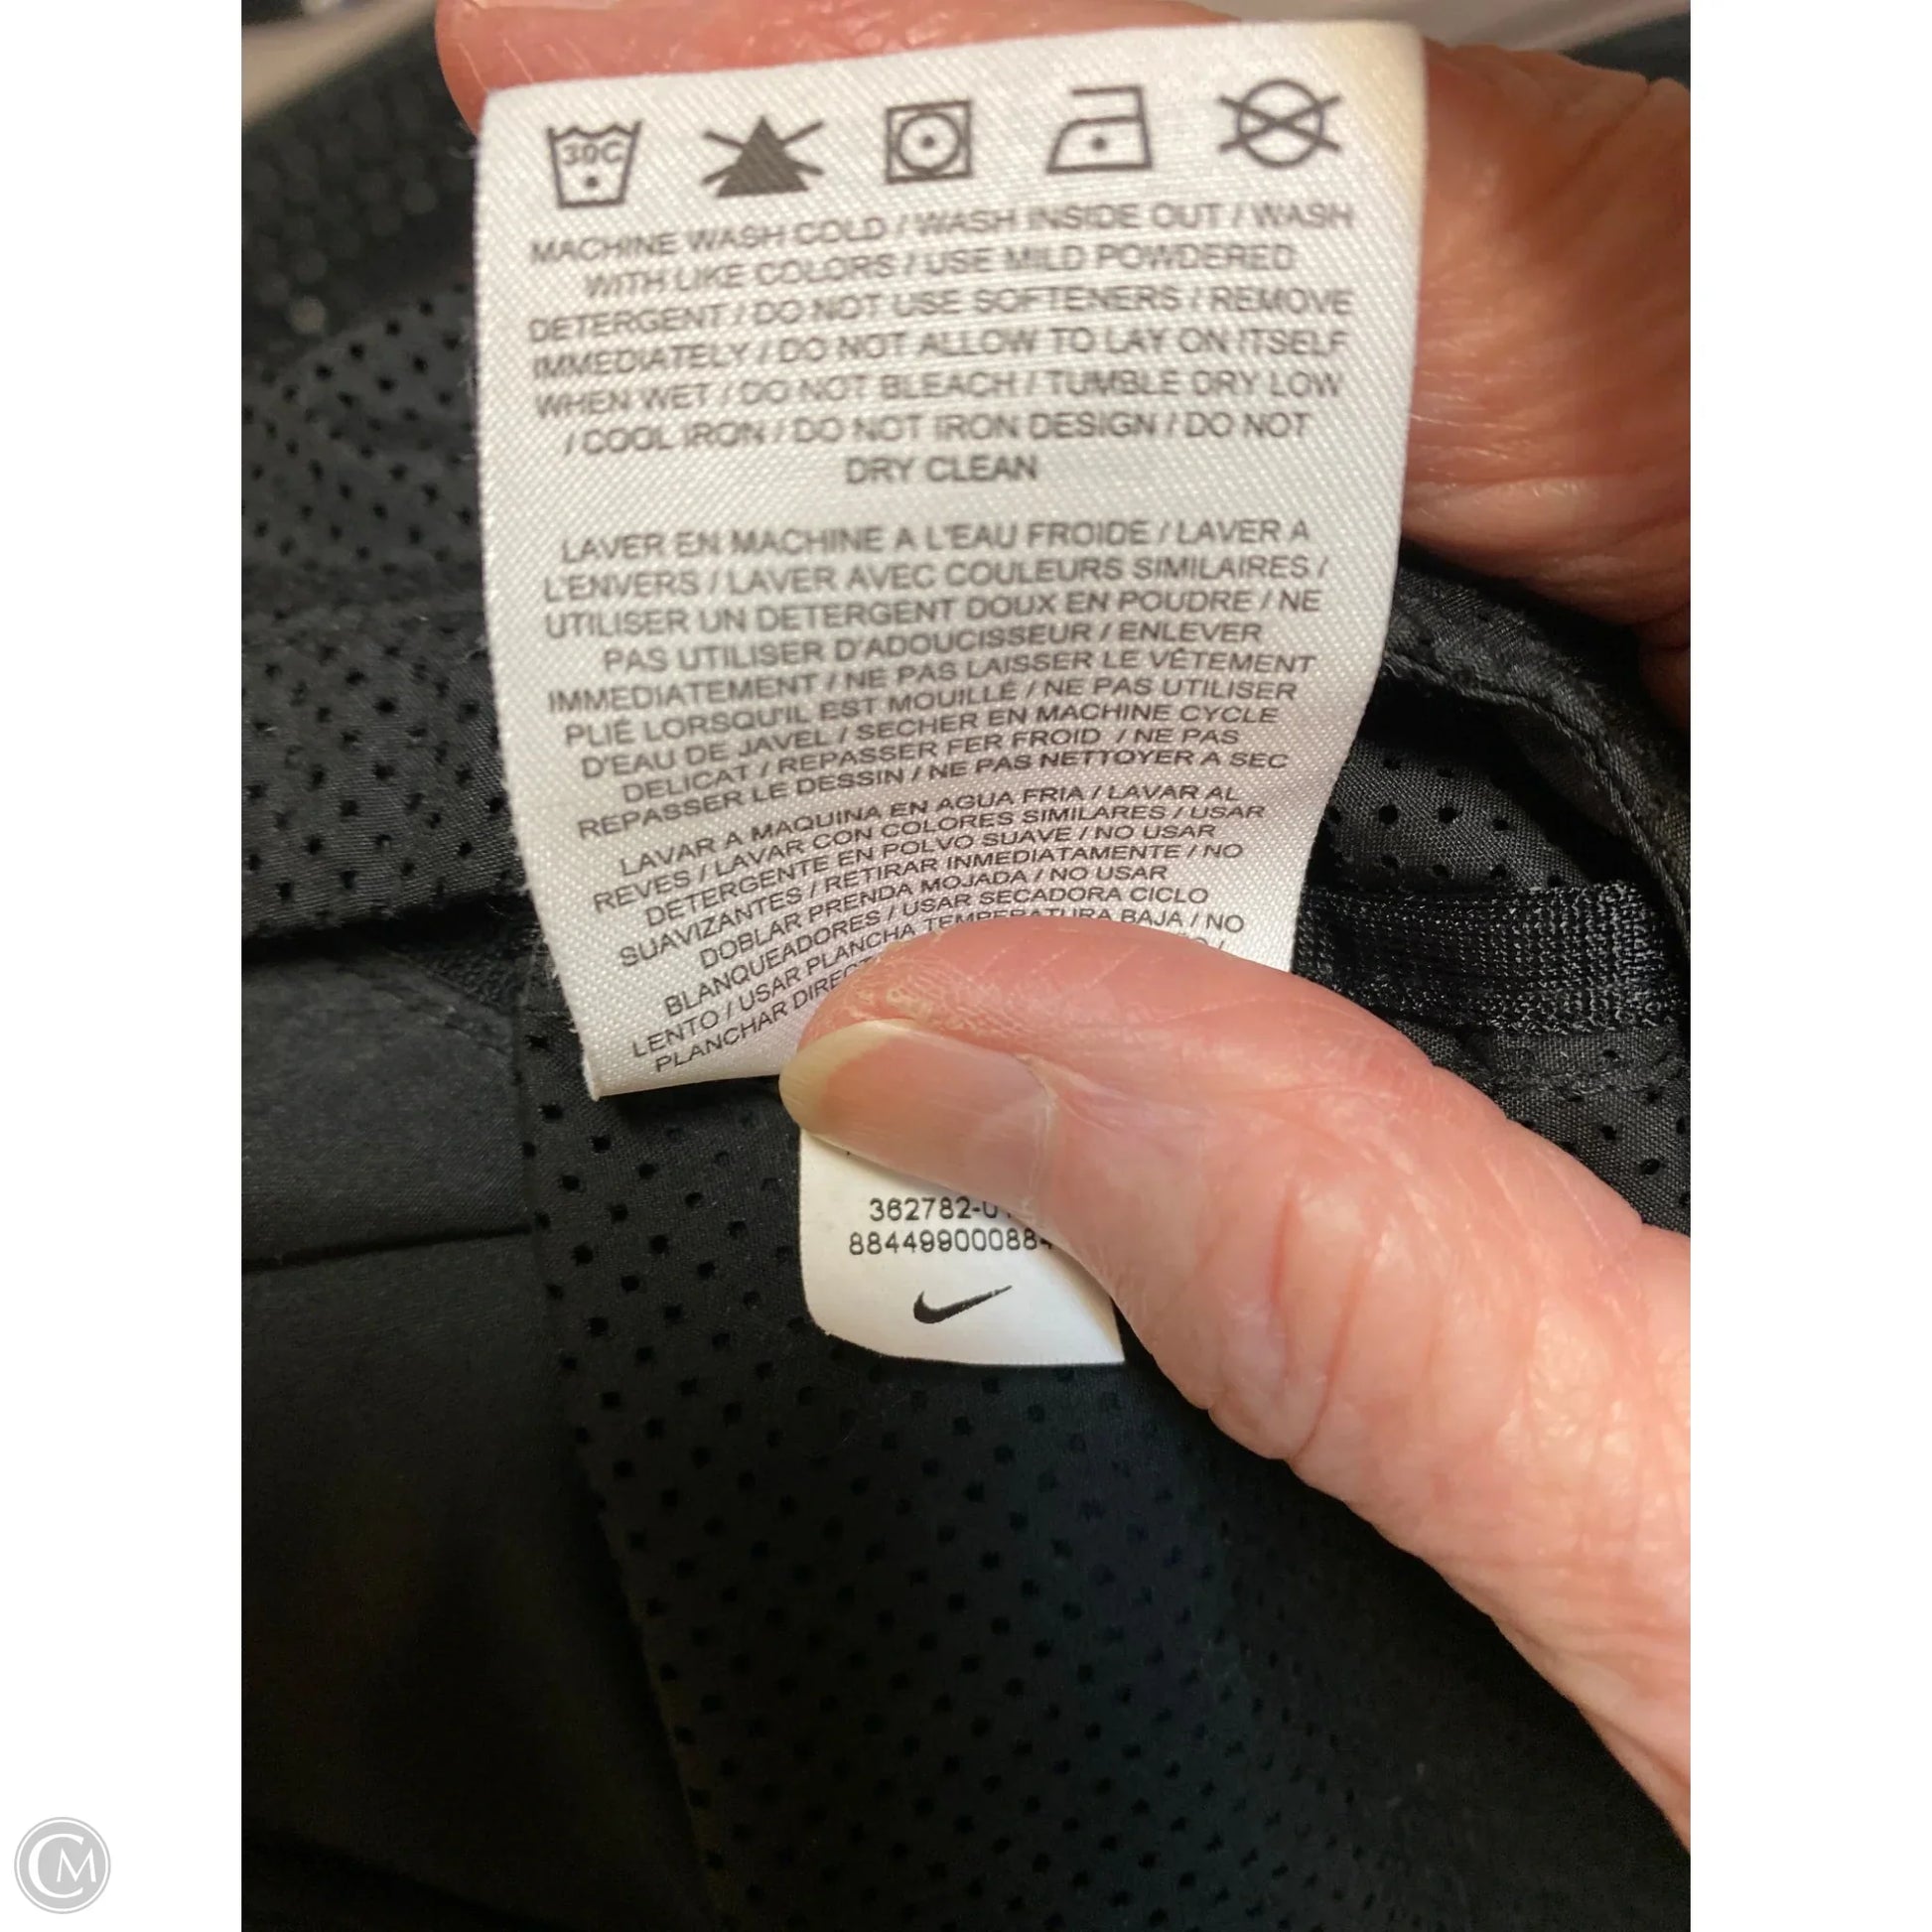 30C
MACHINE WASH COLD / WASH INSIDE OUT / WASH
WITH LIKE COLORS / USE MILD POWDERED
DETERGENT / DO NOT USE SOFTENERS / REMOVE
IMMEDIATELY / DO NOT ALLOW TO LAY ON ITSELF
WHEN WET / DO NOT BLEACH / TUMBLE DRY LOW
/ COOL IRON / DO NOT IRON DESIGN / DO NOT
DRY CLEAN
LAVER EN MACHINE A L'EAU FROIDE / LAVER A
L'ENVERS / LAVER AVEC COULEURS SIMILAIRES /
UTILISER UN DETERGENT DOUX EN POUDRE / NE
PAS UTILISER D'ADOUCISSEUR / ENLEVER
IMMEDIATEMENT / NE PAS LAISSER LE VÊTEMENT
PLIÉ LORSQU'IL EST MOUILLÉ / NE PAS UTILISER
D'EAU DE JAVEL / SECHER EN MACHINE CYCLE
DELICAT / REPASSER FER FROID / NE PAS
REPASSER LE DESSIN / NE PAS NETTOYER A SEC
LAVAR A MAQUINA EN AGUA FRIA / LAVAR AL
REVES / LAVAR CON COLORES SIMILARES / USAR
DETERGENTE EN POLVO SUAVE / NO USAR
SUAVIZANTES / RETIRAR INMEDIATAMENTE / NO
DOBLAR PRENDA MOJADA / NO USAR
BLANQUEADORES / USAR SECADORA CICLO
LENTO / USAR PLANCHA TEMPERATURA BAJA / NO
PLANCHAR
362782-0
88449900088
CM